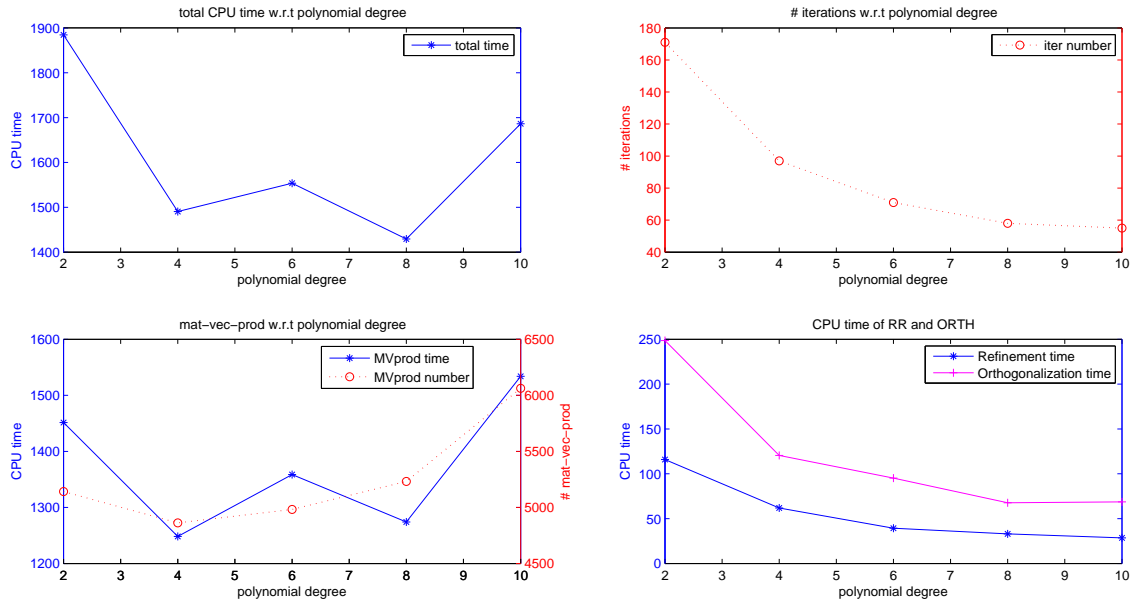 total CPU time w.r.t polynomial degree
1900
1800
1700
1600
1500
1400
CPU time
total time
2 3 4 5 6 7 8 9 10
polynomial degree
# iterations w.r.t polynomial degree
180
160
140
120
100
80
60
40
# iterations
iter number
2 3 4 5 6 7 8 9 10
polynomial degree
mat−vec−prod w.r.t polynomial degree
1600
1500
1400
1300
1200
CPU time
MVprod time
MVprod number
6500
6000
5500
5000
4500
# mat−vec−prod
2 3 4 5 6 7 8 9 10
polynomial degree
CPU time of RR and ORTH
250
200
150
100
50
0
CPU time
Refinement time
Orthogonalization time
2 3 4 5 6 7 8 9 10
polynomial degree